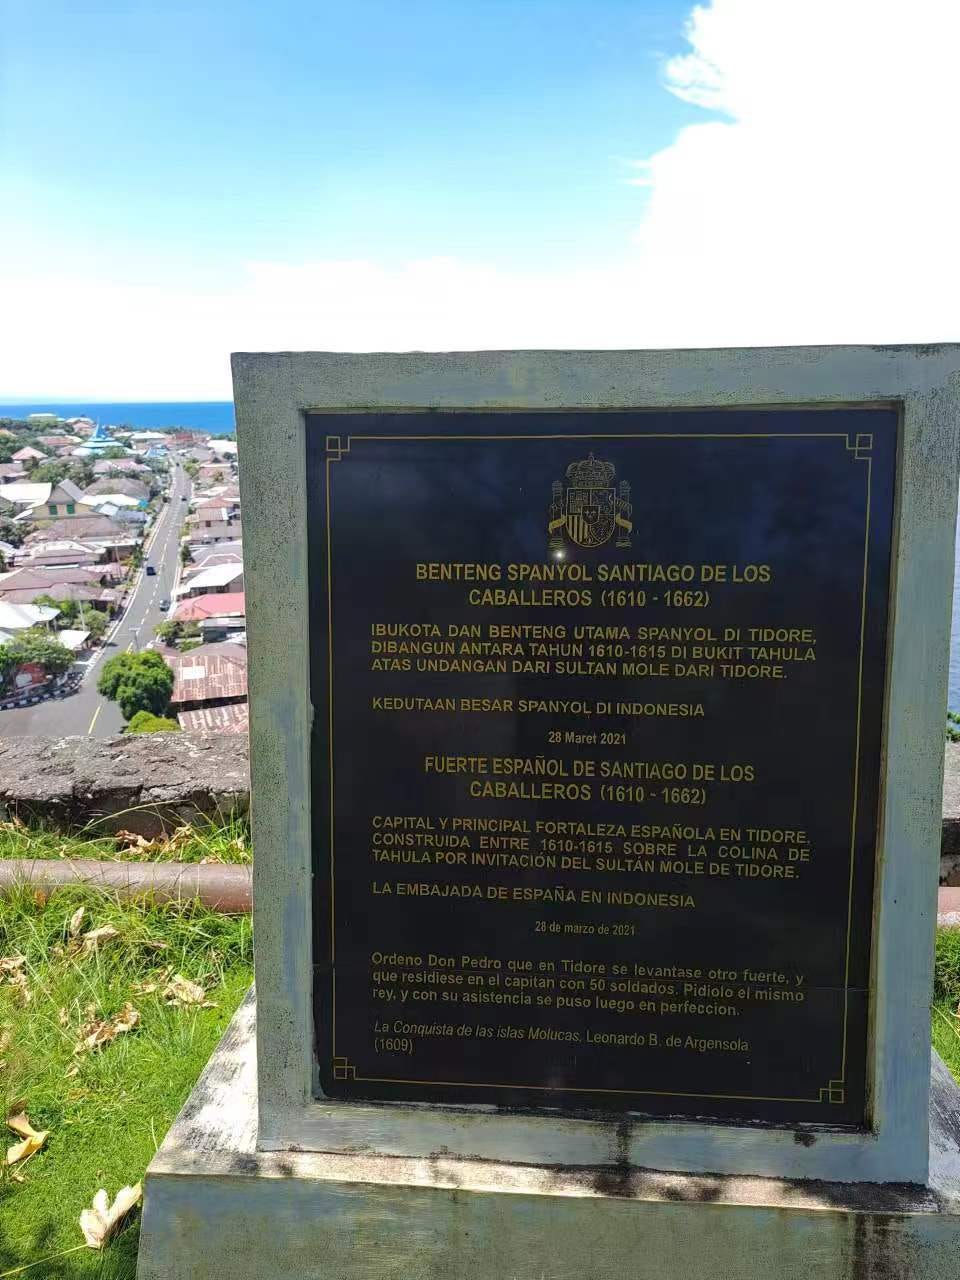 BENTENG SPANYOL SANTIAGO DE LOS
CABALLEROS (1610 - 1662)
IBUKOTA DAN BENTENG UTAMA SPANYOL DI TIDORE,
DIBANGUN ANTARA TAHUN 1610-1615 DI BUKIT TAHULA
ATAS UNDANGAN DARI SULTAN MOLE DARI TIDORE.
KEDUTAAN BESAR SPANYOL DI INDONESIA
28 Maret 2021
FUERTE ESPAÑOL DE SANTIAGO DE LOS
CABALLEROS (1610 - 1662)
CAPITAL Y PRINCIPAL FORTALEZA ESPAÑOLA EN TIDORE,
CONSTRUIDA ENTRE 1610-1615 SOBRE LA COLINA DE
TAHULA POR INVITACIÓN DEL SULTÁN MOLE DE TIDORE.
LA EMBAJADA DE ESPAÑA EN INDONESIA
28 de marzo de 2021
Ordeno Don Pedro que en Tidore se levantase otro fuerte, y
que residiese en el capitan con 50 soldados. Pidiolo el mismo
rey, y con su asistencia se puso luego en perfeccion.
La Conquista de las islas Molucas. Leonardo B. de Argensola
(1609)